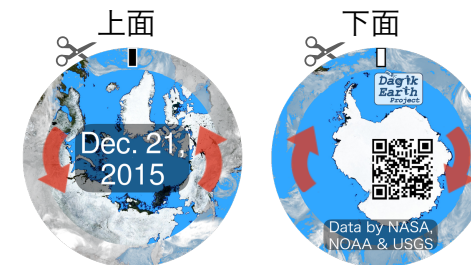 上面
下面
Dec. 21
2015
Dagik
Earth
Project
Data by NASA,
NOAA & USGS